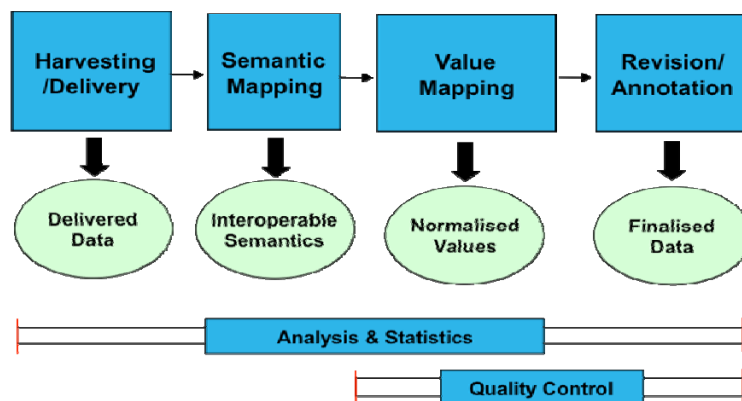 Harvesting
/Delivery
Semantic
Mapping
Value
Mapping
Revision/
Annotation
Delivered
Data
Interoperable
Semantics
Normalised
Values
Finalised
Data
Analysis & Statistics
Quality Control